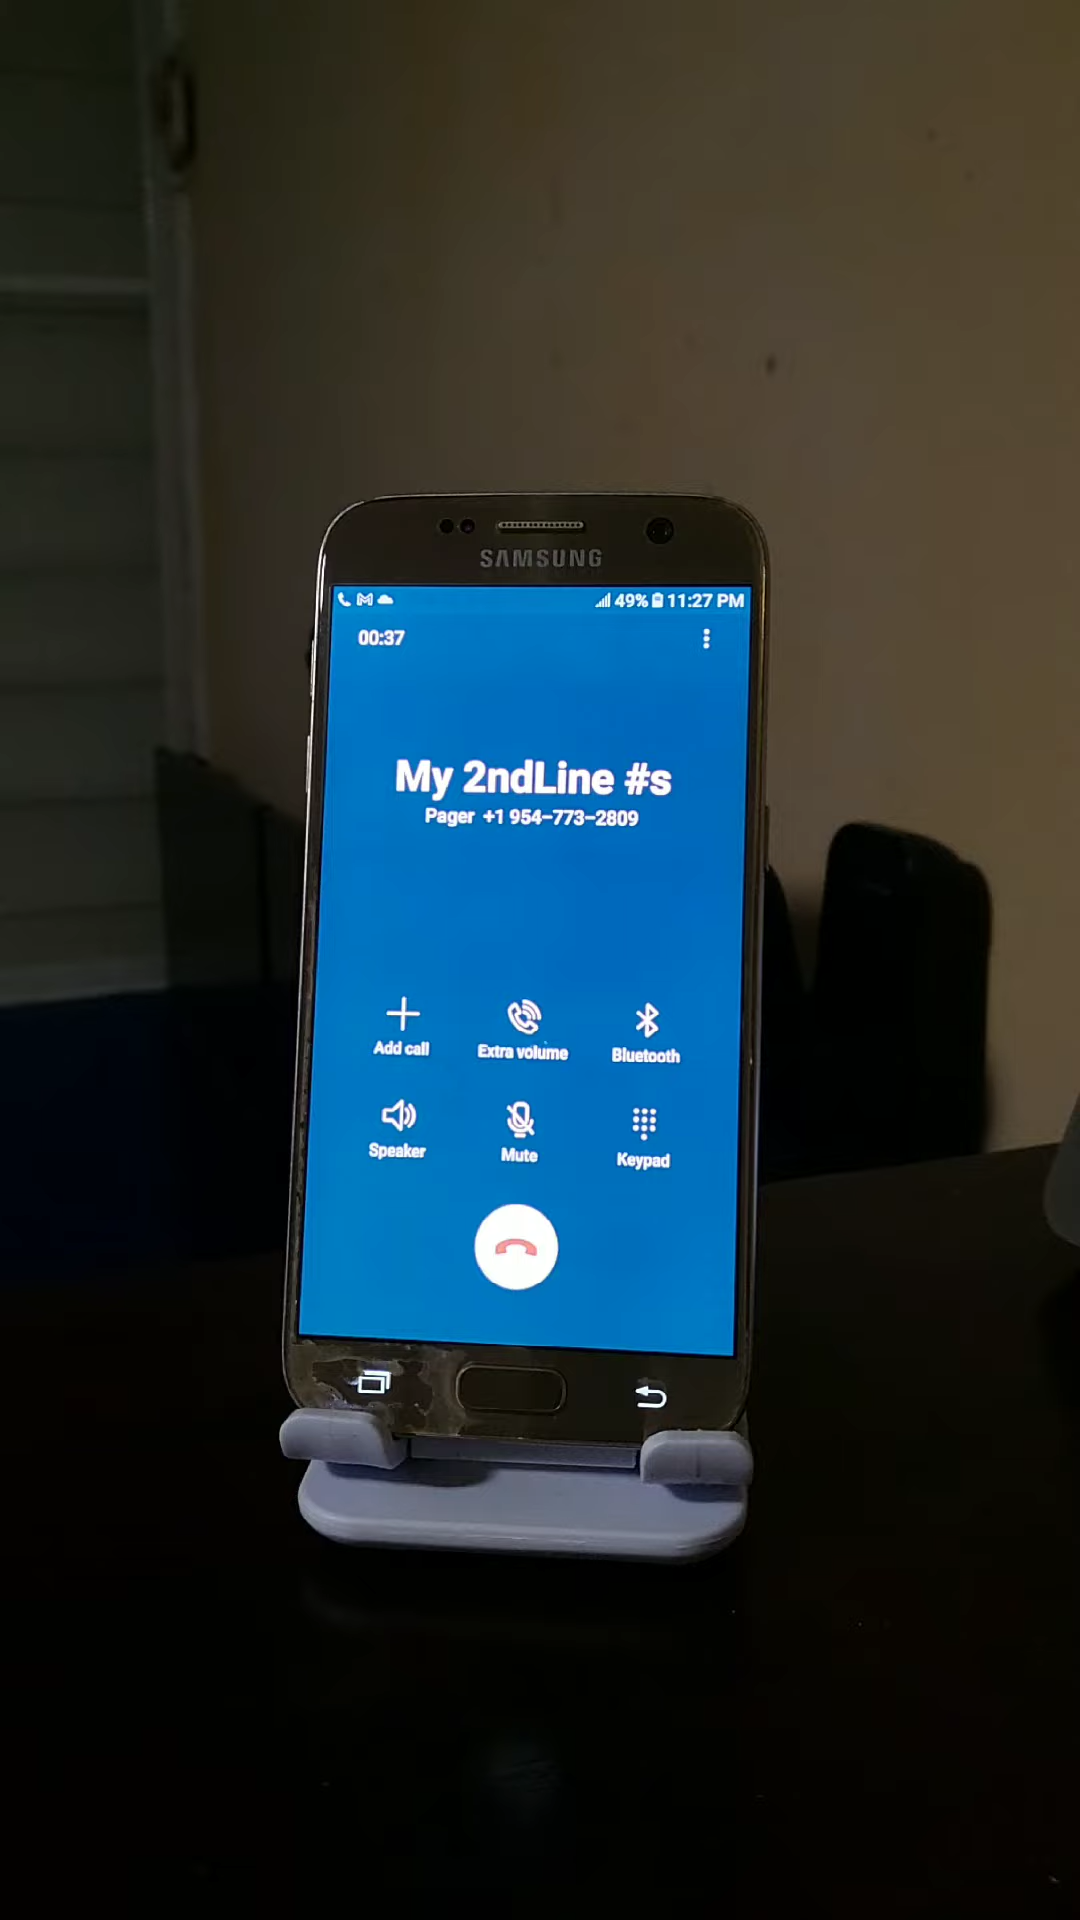 SAMSUNG
49% 11:27 PM
00:37
My 2ndLine #s
Pager +1 954-773-2809
Add call
Extra volume
Bluetooth
Speaker
Mute
Keypad